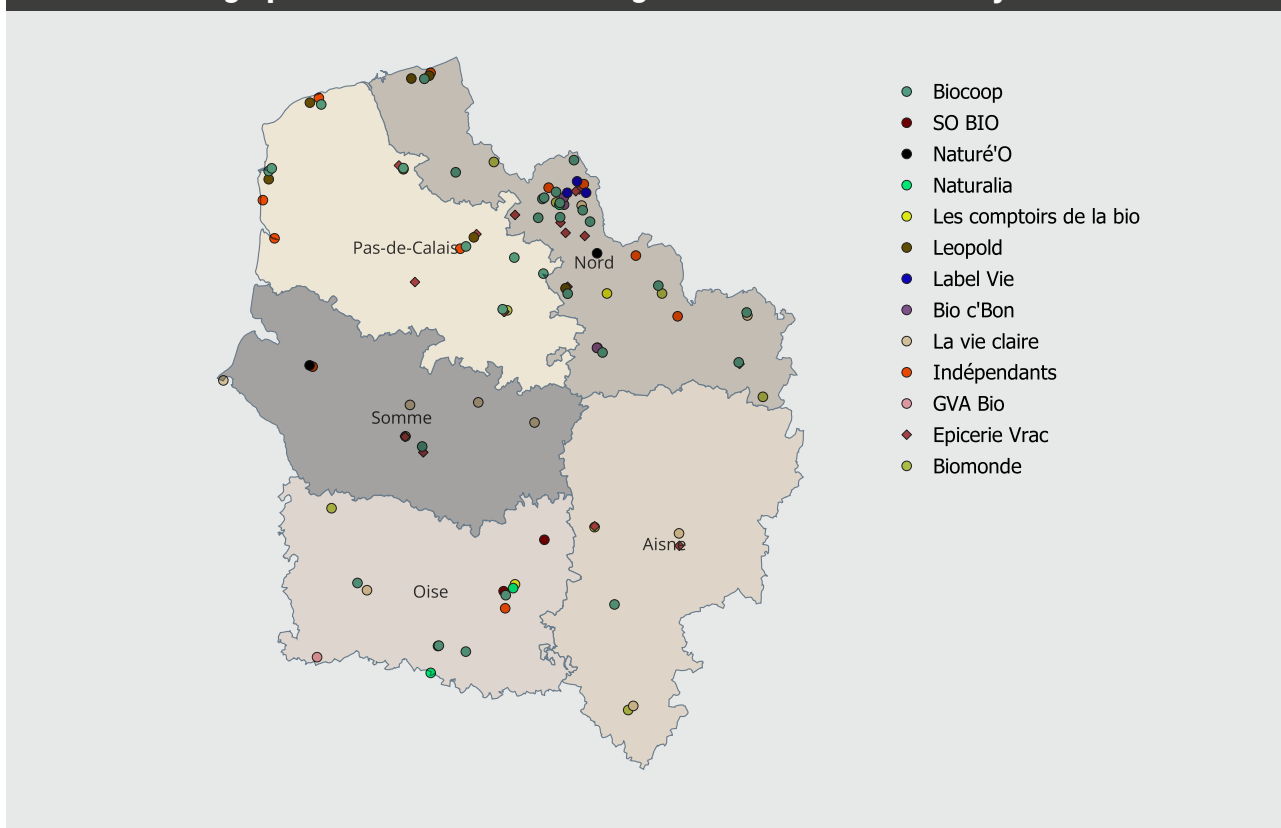 Biocoop
SO BIO
Naturé'O
Naturalia
Les comptoirs de la bio
Leopold
Label Vie
Bio c'Bon
La vie claire
Indépendants
GVA Bio
Epicerie Vrac
Biomonde
Pas-de-Calais
Nord
Somme
Aisne
Oise